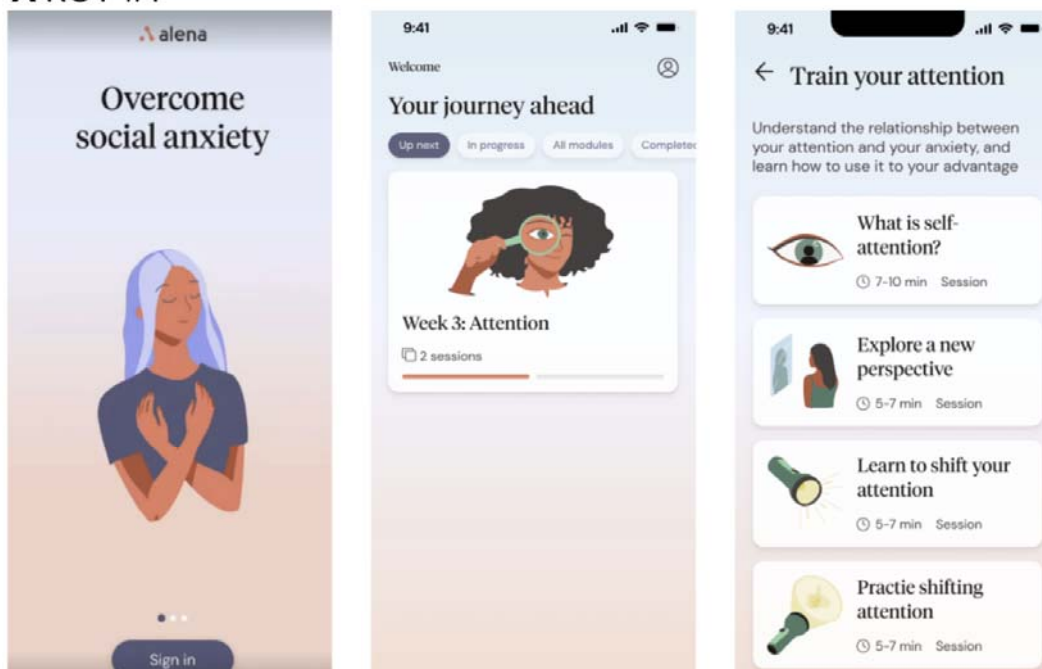 alena
Overcome
social anxiety
Sign in
9:41
Welcome
Your journey ahead
Up next
In progress
All modules
Completed
Week 3: Attention
2 sessions
9:41
← Train your attention
Understand the relationship between
your attention and your anxiety, and
learn how to use it to your advantage
What is self-
attention?
7-10 min Session
Explore a new
perspective
5-7 min Session
Learn to shift your
attention
5-7 min Session
Practie shifting
attention
5-7 min Session